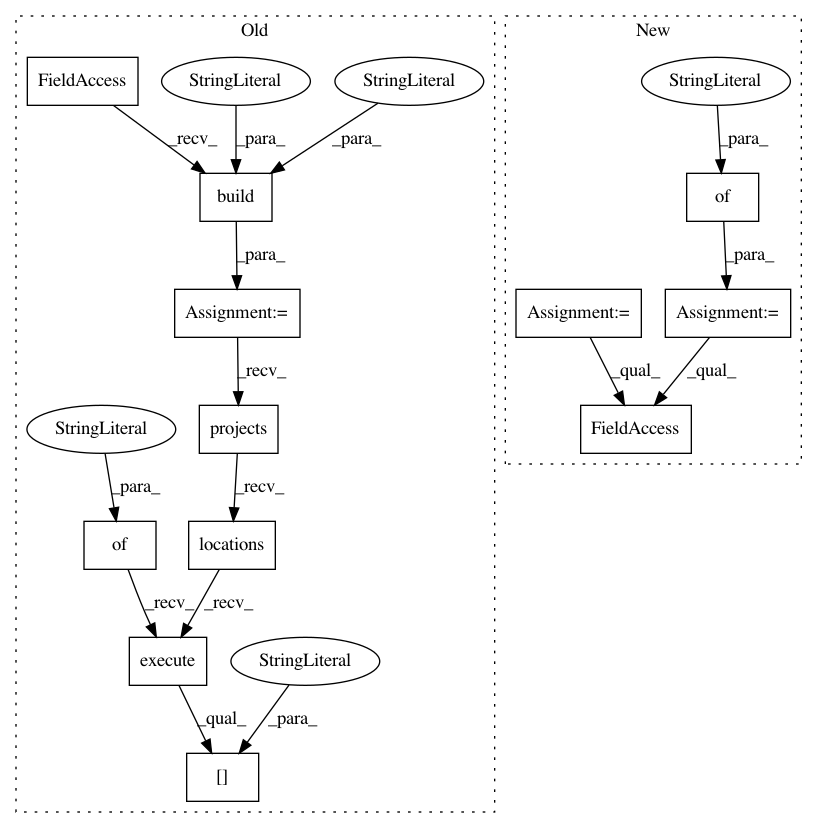 Old
New
FieldAccess
StringLiteral
StringLiteral
StringLiteral
_recv_
_para_
_para_
_para_
build
of
_para_
_para_
Assignment:=
Assignment:=
Assignment:=
_recv_
_qual_
_qual_
StringLiteral
projects
FieldAccess
_para_
_recv_
of
locations
_recv_
_recv_
execute
StringLiteral
_qual_
_para_
[]